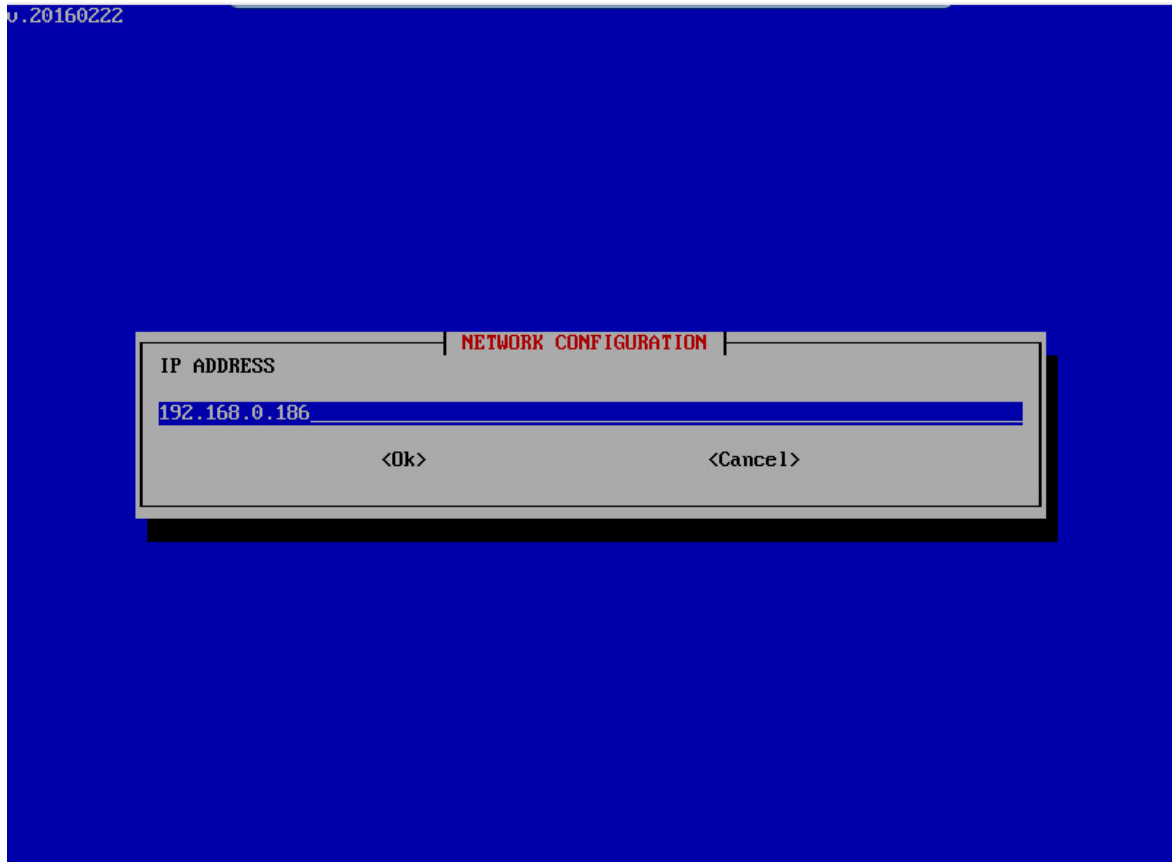 v.20160222
NETWORK CONFIGURATION
IP ADDRESS
192.168.0.186
<Ok> <Cancel>